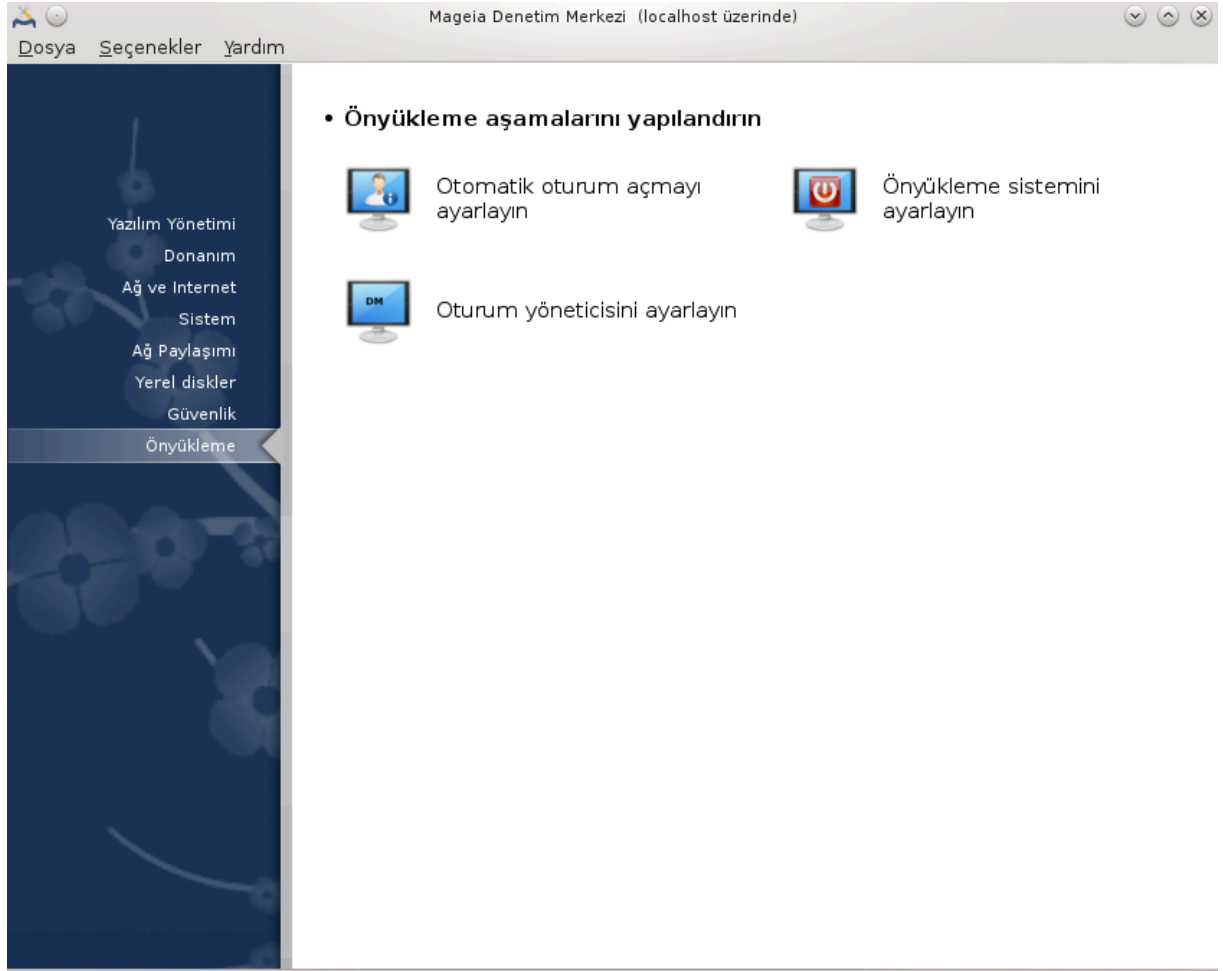 Mageia Denetim Merkezi (localhost üzerinde)
Dosya Seçenekler Yardım
Yazılım Yönetimi
Donanım
Ağ ve Internet
Sistem
Ağ Paylaşımı
Yerel diskler
Güvenlik
Önyükleme
• Önyükleme aşamalarını yapılandırın
Otomatik oturum açmayı
ayarlayın
Önyükleme sistemini
ayarlayın
DM
Oturum yöneticisini ayarlayın